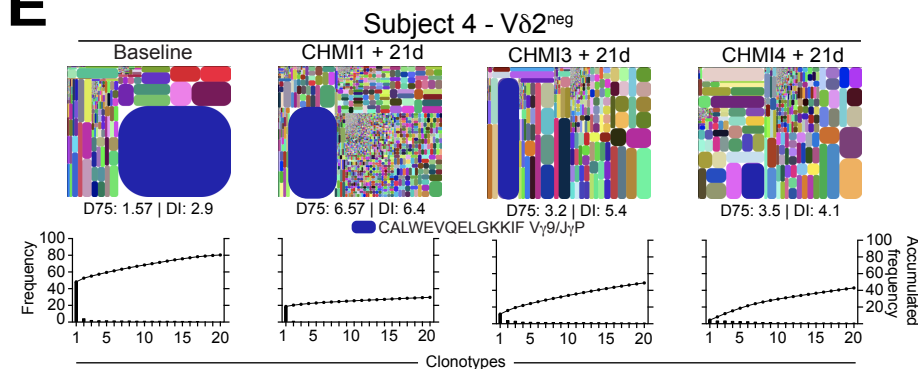 E
Subject 4 - Vδ2neg
Baseline
CHMI1 + 21d
CHMI3 + 21d
CHMI4 + 21d
D75: 1.57 | DI: 2.9
D75: 6.57 | DI: 6.4
D75: 3.2 | DI: 5.4
D75: 3.5 | DI: 4.1
CALWEVQELGKKIF Vγ9/JγP
Frequency
100
80
60
40
20
0
100
80
60
40
20
0
Accumulated
frequency
1 5 10 15 20
1 5 10 15 20
1 5 10 15 20
1 5 10 15 20
Clonotypes